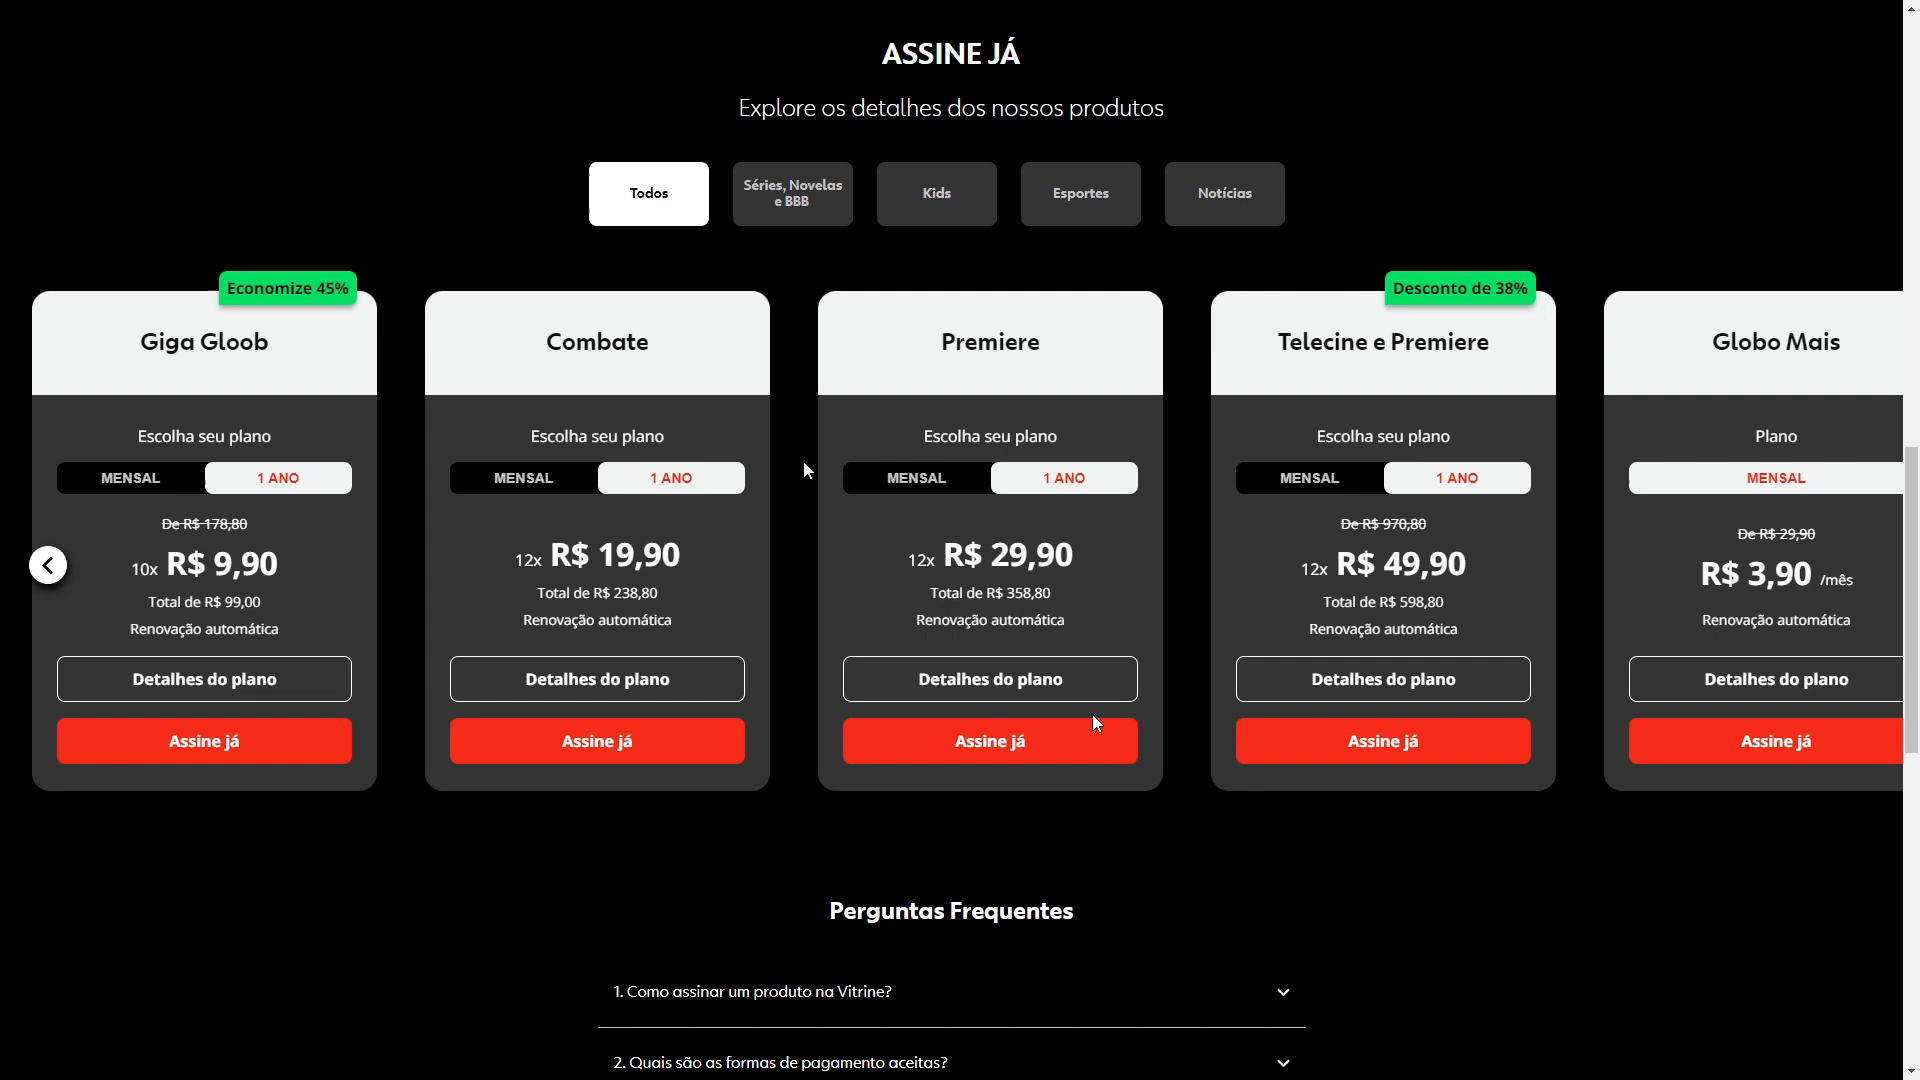 ASSINE JÁ
Explore os detalhes dos nossos produtos
Todos
Séries, Novelas
e BBB
Kids
Esportes
Notícias
Economize 45%
Giga Gloob
Escolha seu plano
MENSAL
1 ANO
De R$ 178,80
10x R$ 9,90
Total de R$ 99,00
Renovação automática
Detalhes do plano
Assine já
Combate
Escolha seu plano
MENSAL
1 ANO
12x R$ 19,90
Total de R$ 238,80
Renovação automática
Detalhes do plano
Assine já
Premiere
Escolha seu plano
MENSAL
1 ANO
12x R$ 29,90
Total de R$ 358,80
Renovação automática
Detalhes do plano
Assine já
Desconto de 38%
Telecine e Premiere
Escolha seu plano
MENSAL
1 ANO
De R$ 970,80
12x R$ 49,90
Total de R$ 598,80
Renovação automática
Detalhes do plano
Assine já
Globo Mais
Plano
MENSAL
De R$ 29,90
R$ 3,90 /mês
Renovação automática
Detalhes do plano
Assine já
Perguntas Frequentes
1. Como assinar um produto na Vitrine?
2. Quais são as formas de pagamento aceitas?